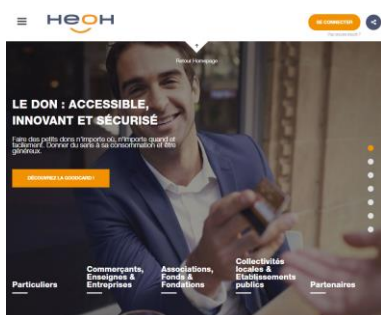 HEOH
SE CONNECTER
Retour Homepage
LE DON : ACCESSIBLE,
INNOVANT ET SÉCURISÉ
Faire des petits dons n'importe où, n'importe quand et
facilement. Donner du sens à sa consommation et être
généreux.
DÉCOUVREZ LA GOODCARD !
Particuliers
Commerçants,
Enseignes &
Entreprises
Associations,
Fonds &
Fondations
Collectivités
locales &
Etablissements
publics
Partenaires